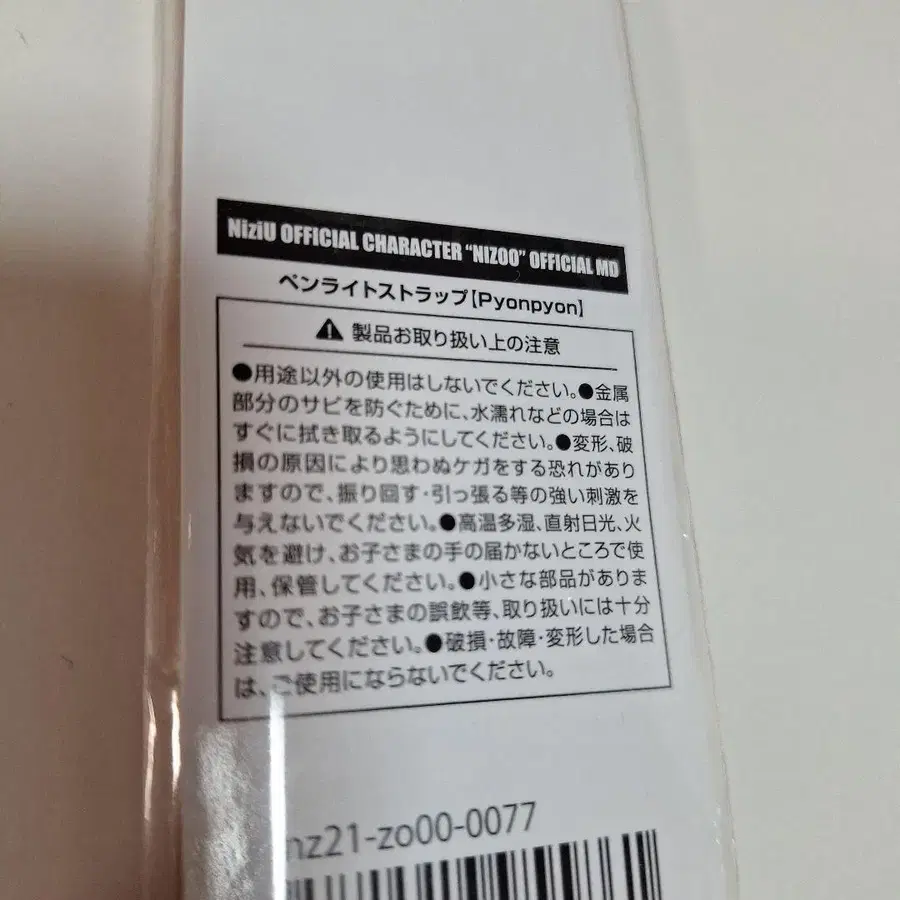 NiziU OFFICIAL CHARACTER “NIZOO” OFFICIAL MD
ペンライトストラップ【Pyonpyon】
製品お取り扱い上の注意
●用途以外の使用はしないでください。●金属
部分のサビを防ぐために、水濡れなどの場合は
すぐに拭き取るようにしてください。●変形、破
損の原因により思わぬケガをする恐れがあり
ますので、振り回す・引っ張る等の強い刺激を
与えないでください。●高温多湿、直射日光、火
気を避け、お子さまの手の届かないところで使
用、保管してください。●小さな部品がありま
すので、お子さまの誤飲等、取り扱いには十分
注意してください。●破損・故障・変形した場合
は、ご使用にならないでください。
nz21-zo00-0077